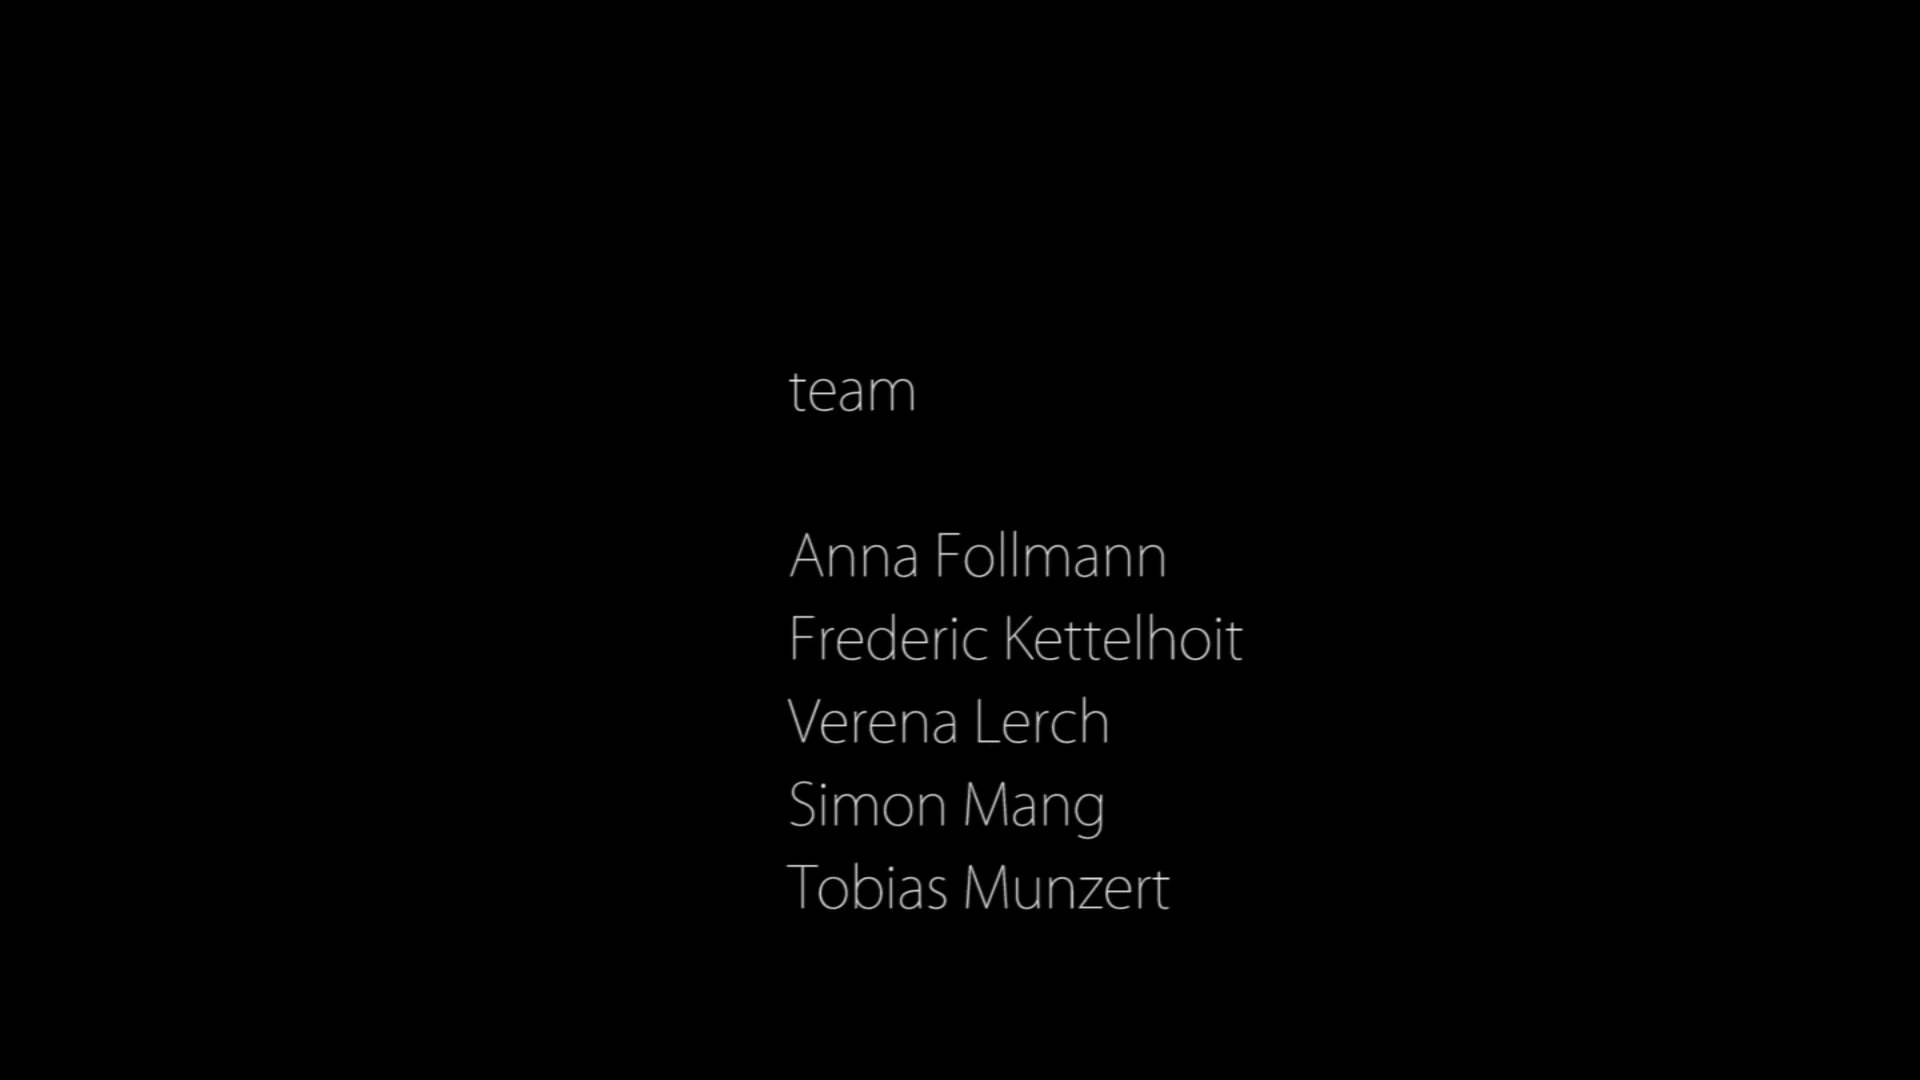 team
Anna Follmann
Frederic Kettelhoit
Verena Lerch
Simon Mang
Tobias Munzert